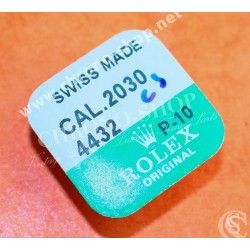 SWISS MADE
CAL.2030
4432
P-10
ROLEX
ORIGINAL